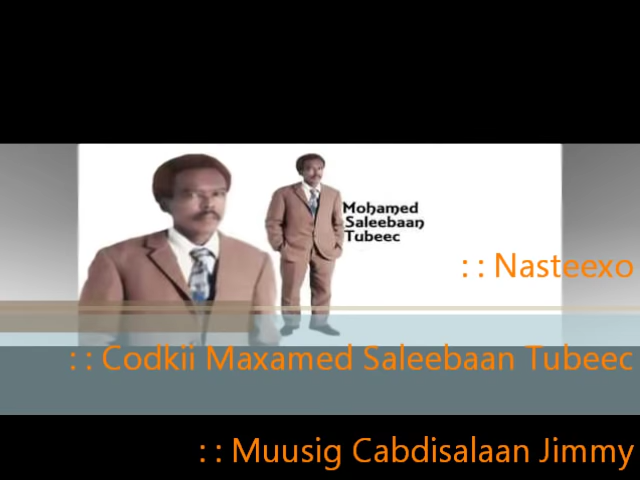 Mohamed
Saleebaan
Tubeec
: : Nasteexo
: : Codkii Maxamed Saleebaan Tubeec
: : Muusig Cabdisalaan Jimmy